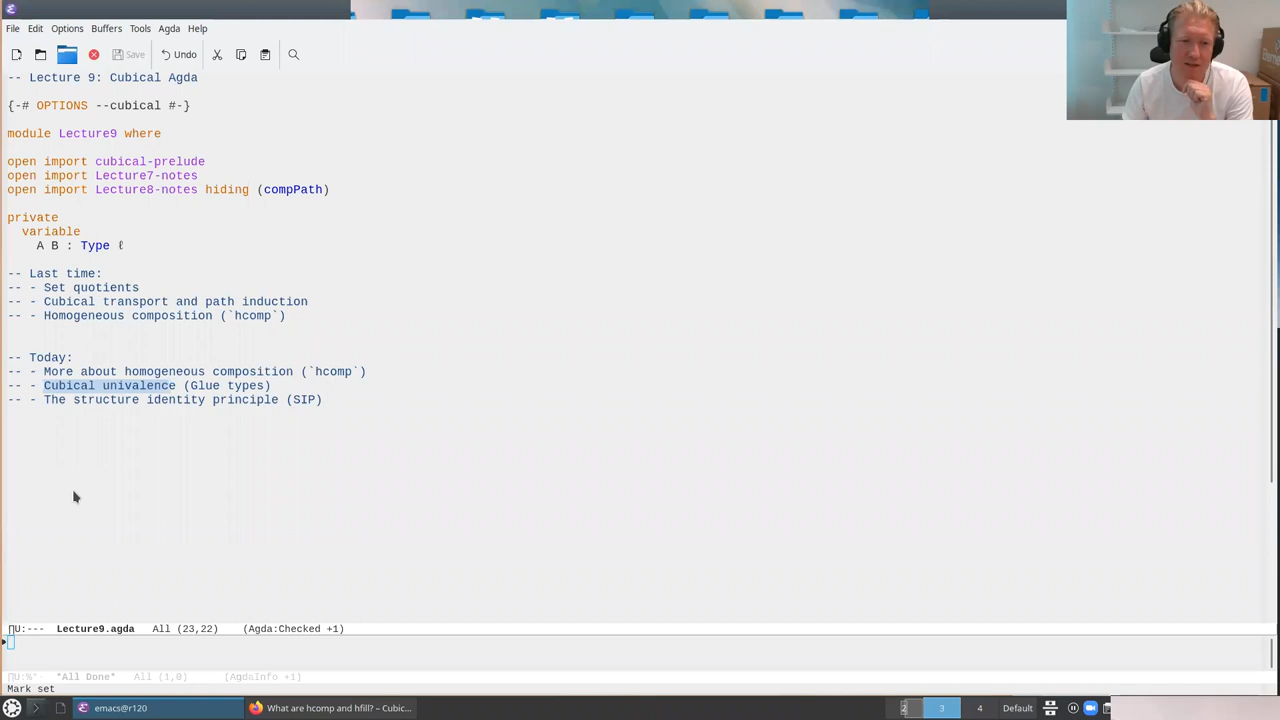 File Edit Options Buffers Tools Agda Help
Save Undo
-- Lecture 9: Cubical Agda
{-# OPTIONS --cubical #-}
module Lecture9 where
open import cubical-prelude
open import Lecture7-notes
open import Lecture8-notes hiding (compPath)
private
variable
A B : Type ℓ
-- Last time:
-- - Set quotients
-- - Cubical transport and path induction
-- - Homogeneous composition (`hcomp`)
-- Today:
-- - More about homogeneous composition (`hcomp`)
-- - Cubical univalence (Glue types)
-- - The structure identity principle (SIP)
∏U:--- Lecture9.agda All (23,22) (Agda:Checked +1)
∏U:%*- *All Done* All (1,0) (AgdaInfo +1)
Mark set
emacs@r120 What are hcomp and hfill? – Cubic... 2 3 4 Default